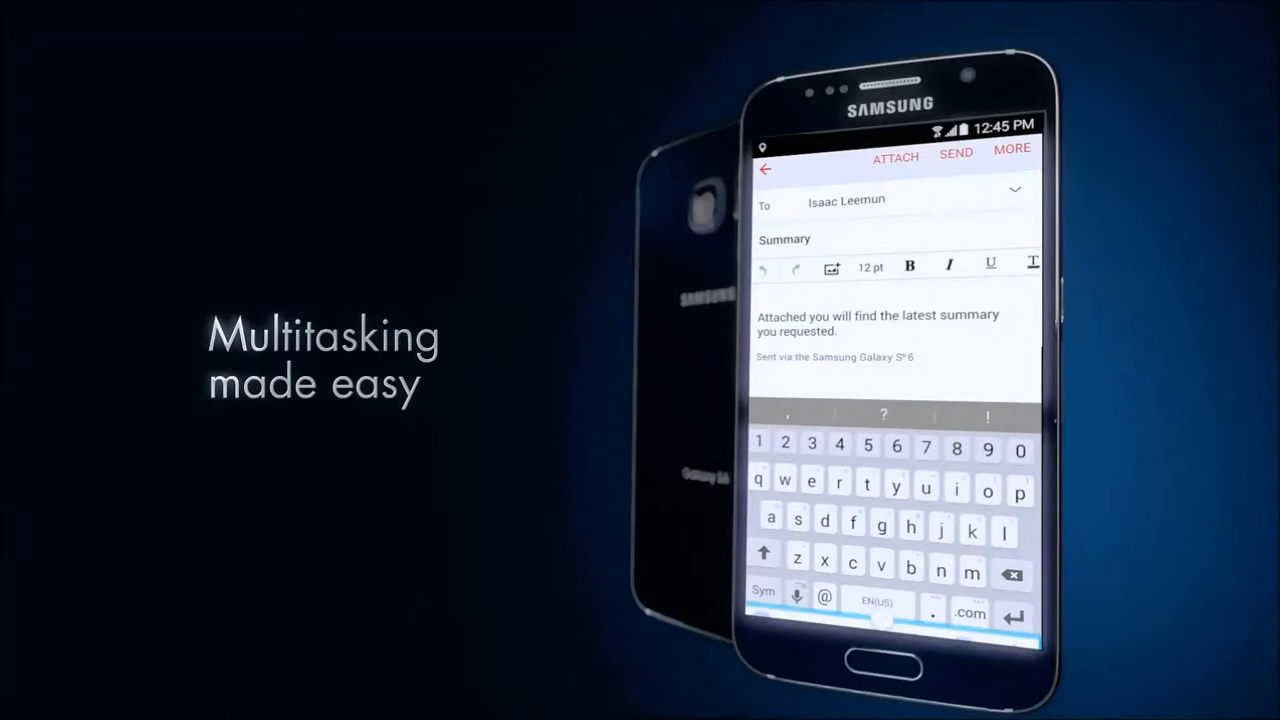 Multitasking
made easy
SAMSUNG
Galaxy S6
SAMSUNG
12:45 PM
ATTACH SEND MORE
To Isaac Leemun
Summary
12 pt B I U T
Attached you will find the latest summary
you requested.
Sent via the Samsung Galaxy S® 6
, ? !
1 2 3 4 5 6 7 8 9 0
q w e r t y u i o p
a s d f g h j k l
z x c v b n m
Sym @ EN(US) . .com